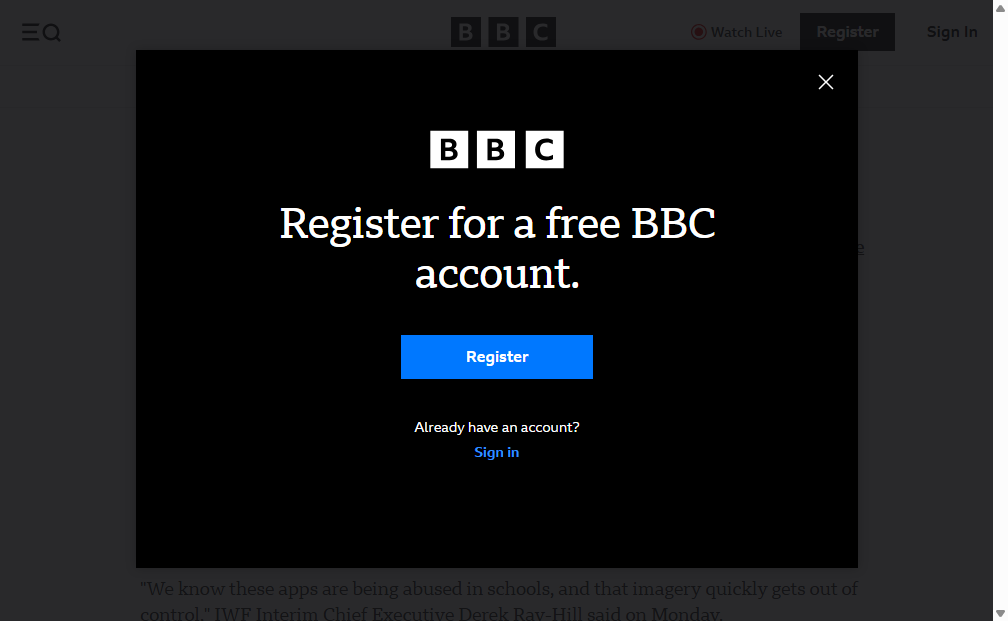 BBC
Watch Live
Register
Sign In
BBC
Register for a free BBC
account.
Register
Already have an account?
Sign in
"We know these apps are being abused in schools, and that imagery quickly gets out of
control," IWF Interim Chief Executive Derek Ray-Hill said on Monday.